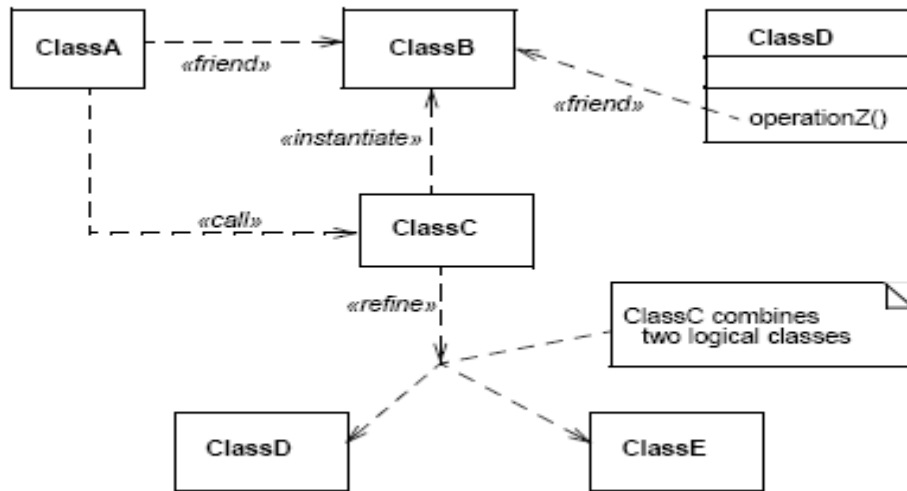 ClassA
ClassB
ClassD
«friend»
«friend»
operationZ()
«instantiate»
«call»
ClassC
«refine»
ClassC combines
two logical classes
ClassD
ClassE